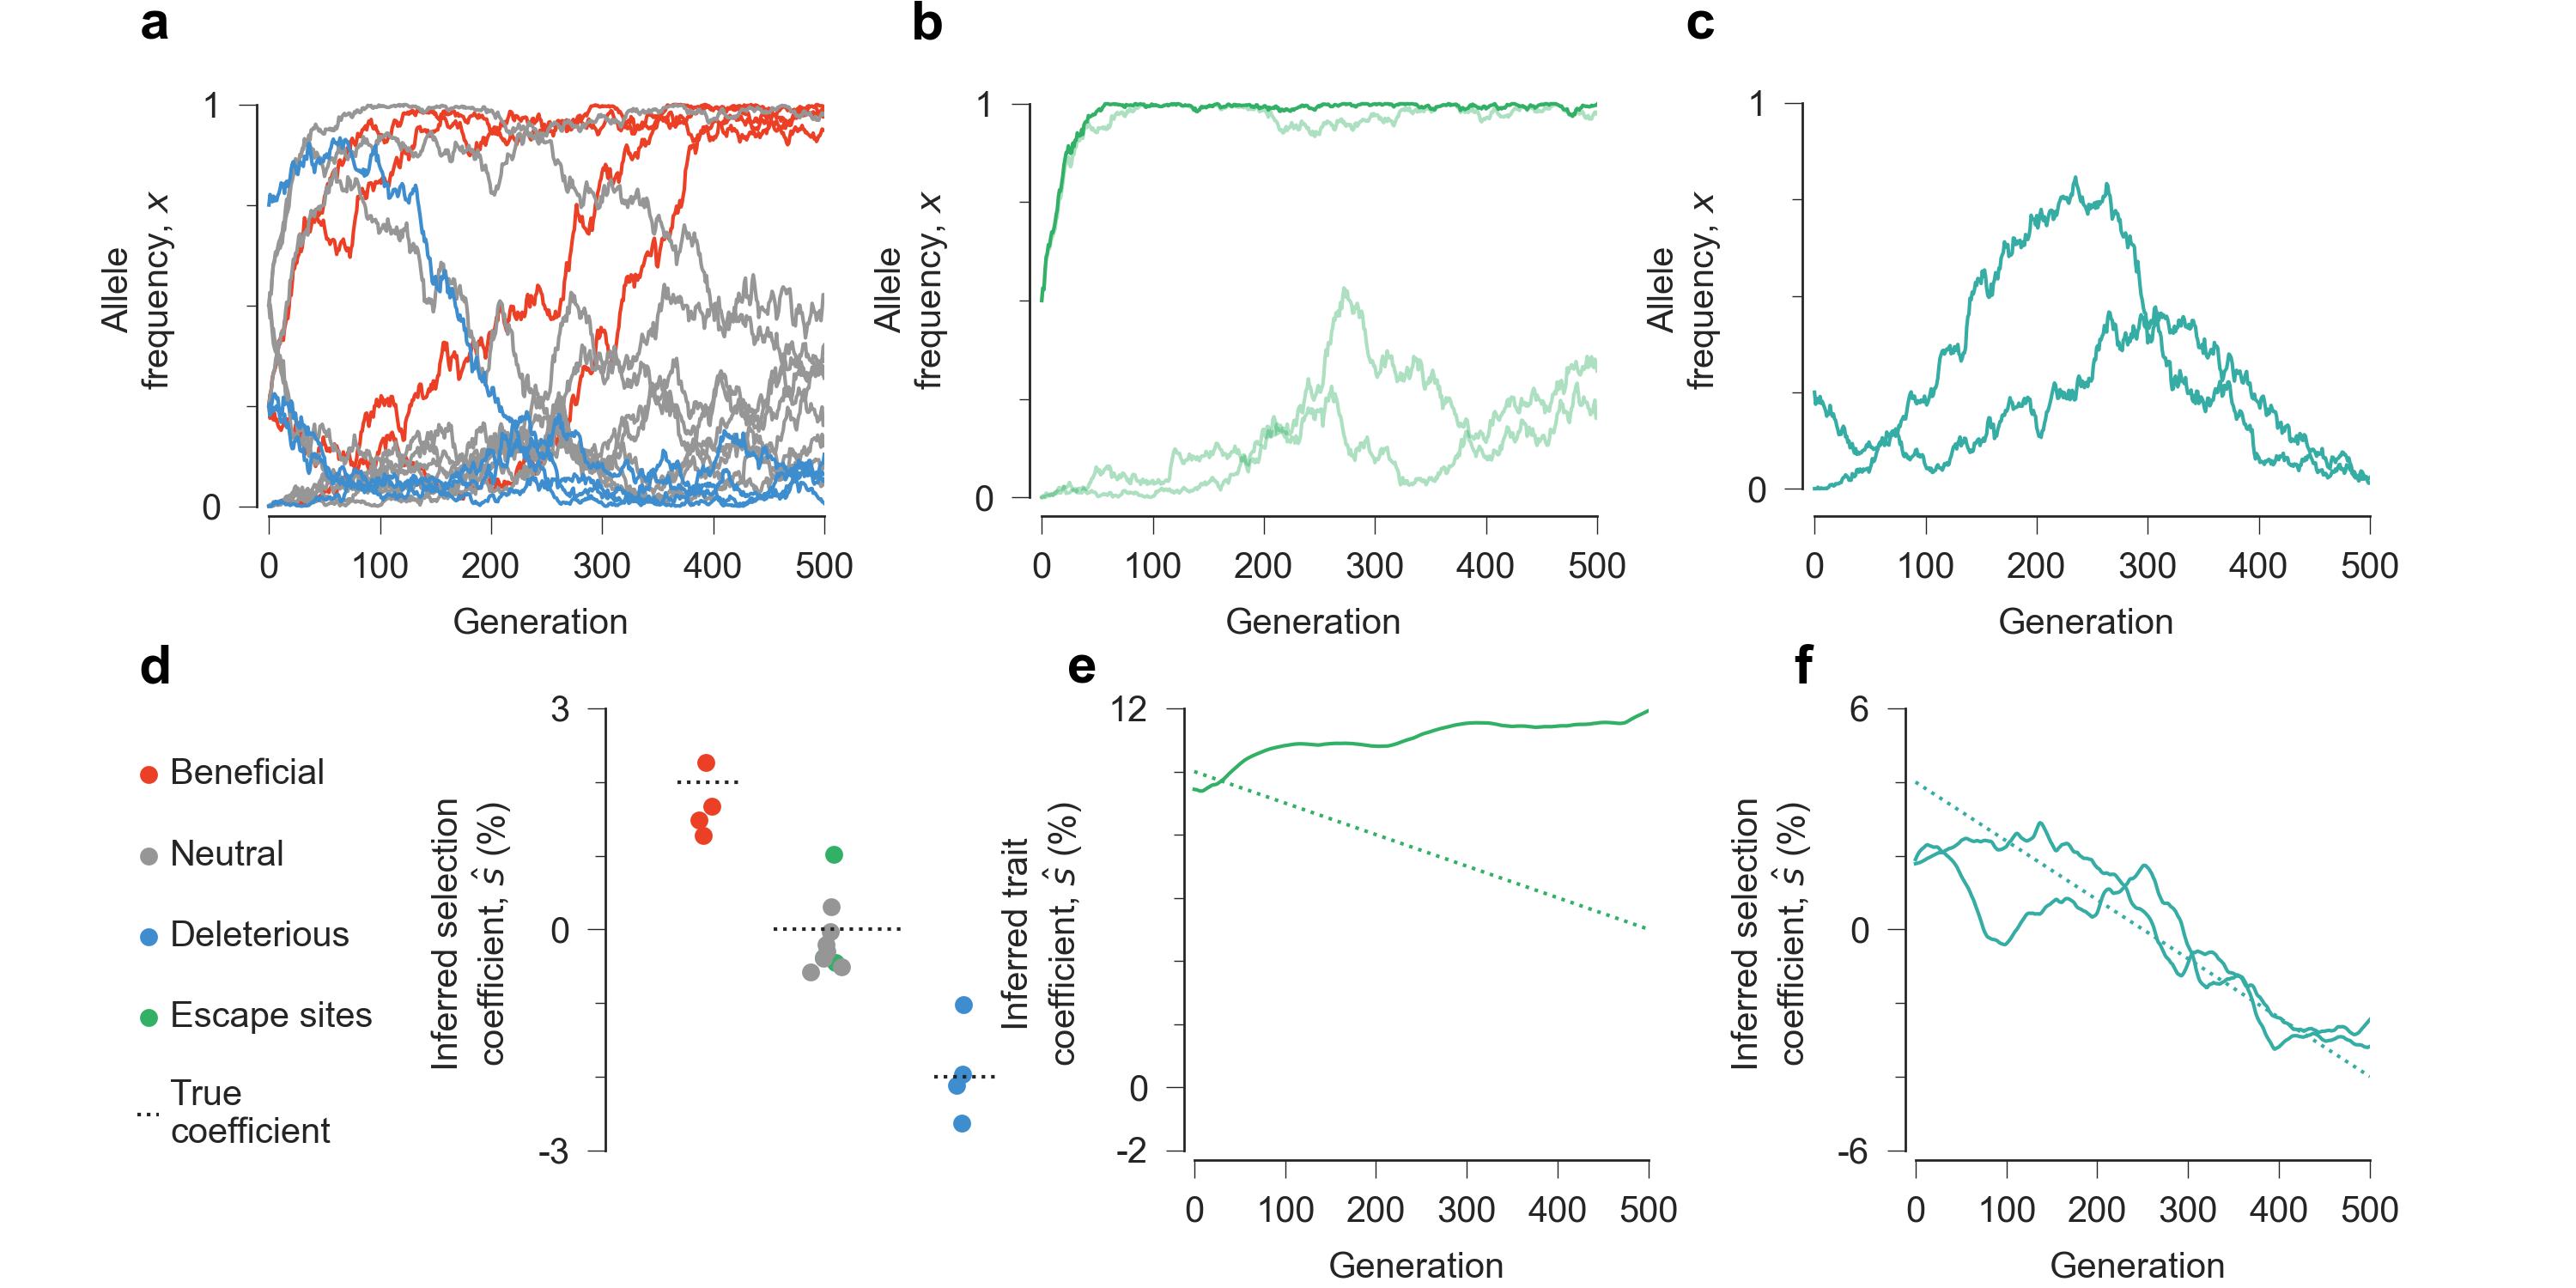 a
1
0
Allele
frequency, x
0 100 200 300 400 500
Generation
b
1
0
Allele
frequency, x
0 100 200 300 400 500
Generation
c
1
0
Allele
frequency, x
0 100 200 300 400 500
Generation
d
Beneficial
Neutral
Deleterious
Escape sites
True
coefficient
3
0
-3
Inferred selection
coefficient, ŝ (%)
e
12
0
-2
Inferred trait
coefficient, ŝ (%)
0 100 200 300 400 500
Generation
f
6
0
-6
Inferred selection
coefficient, ŝ (%)
0 100 200 300 400 500
Generation